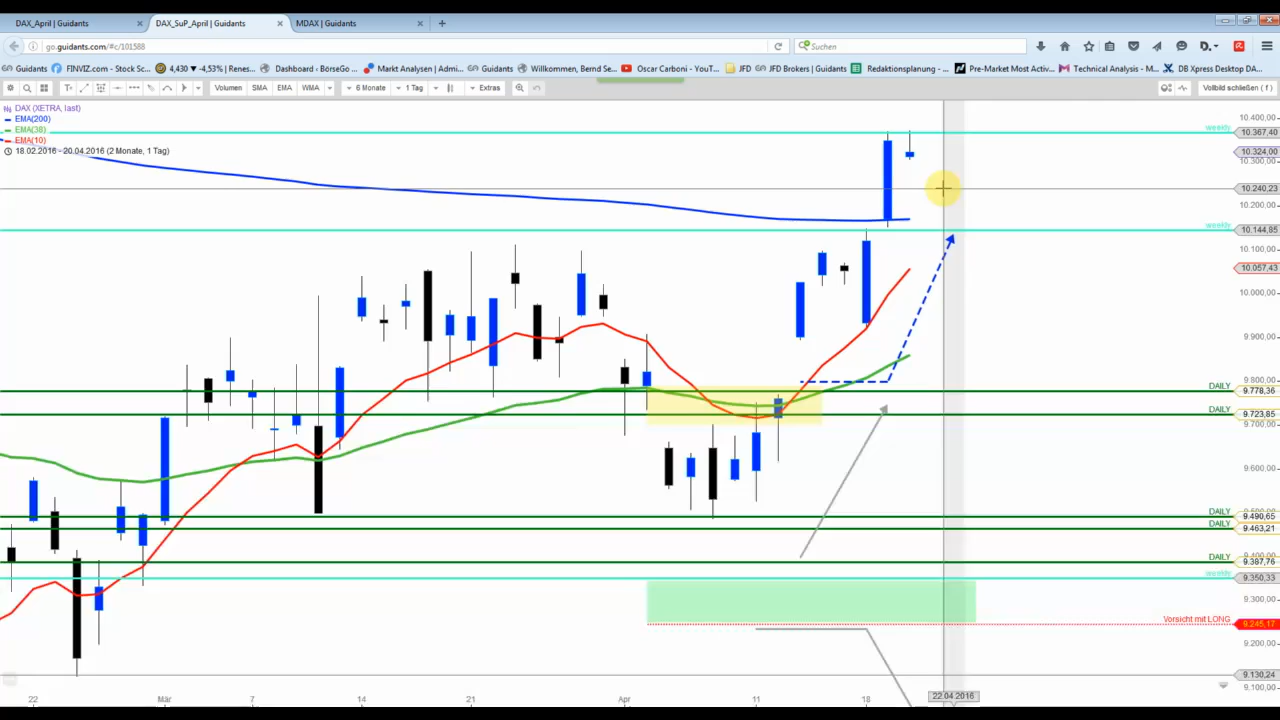 DAX_April | Guidants
DAX_SuP_April | Guidants
MDAX | Guidants
go.guidants.com/#c/101588
Suchen
Guidants
FINVIZ.com - Stock Sc...
4,430 ▼ -4,53% | Renes...
Dashboard - BörseGo ...
Markt Analysen | Admi...
Guidants
Willkommen, Bernd Se...
Oscar Carboni - YouT...
JFD
JFD Brokers | Guidants
Redaktionsplanung - ...
Pre-Market Most Activ...
Technical Analysis - M...
DB Xpress Desktop DA...
Volumen
SMA
EMA
WMA
6 Monate
1 Tag
Extras
Vollbild schließen ( f )
DAX (XETRA, last)
EMA(200)
EMA(38)
EMA(10)
18.02.2016 - 20.04.2016 (2 Monate, 1 Tag)
10.400,00
weekly
10.367,40
10.324,00
10.300,00
10.240,23
10.200,00
weekly
10.144,85
10.100,00
10.057,43
10.000,00
9.900,00
9.800,00
DAILY
9.778,36
DAILY
9.723,85
9.700,00
9.600,00
DAILY
9.490,65
DAILY
9.463,21
DAILY
9.387,76
weekly
9.350,33
9.300,00
Vorsicht mit LONG
9.245,17
9.200,00
9.130,24
9.100,00
22
Mär
7
14
21
Apr
11
18
22.04.2016